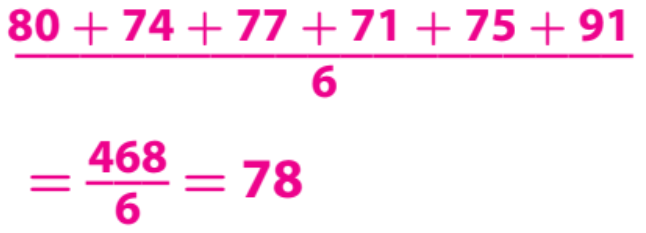 80 + 74 + 77 + 71 + 75 + 91
6
= 468/6 = 78